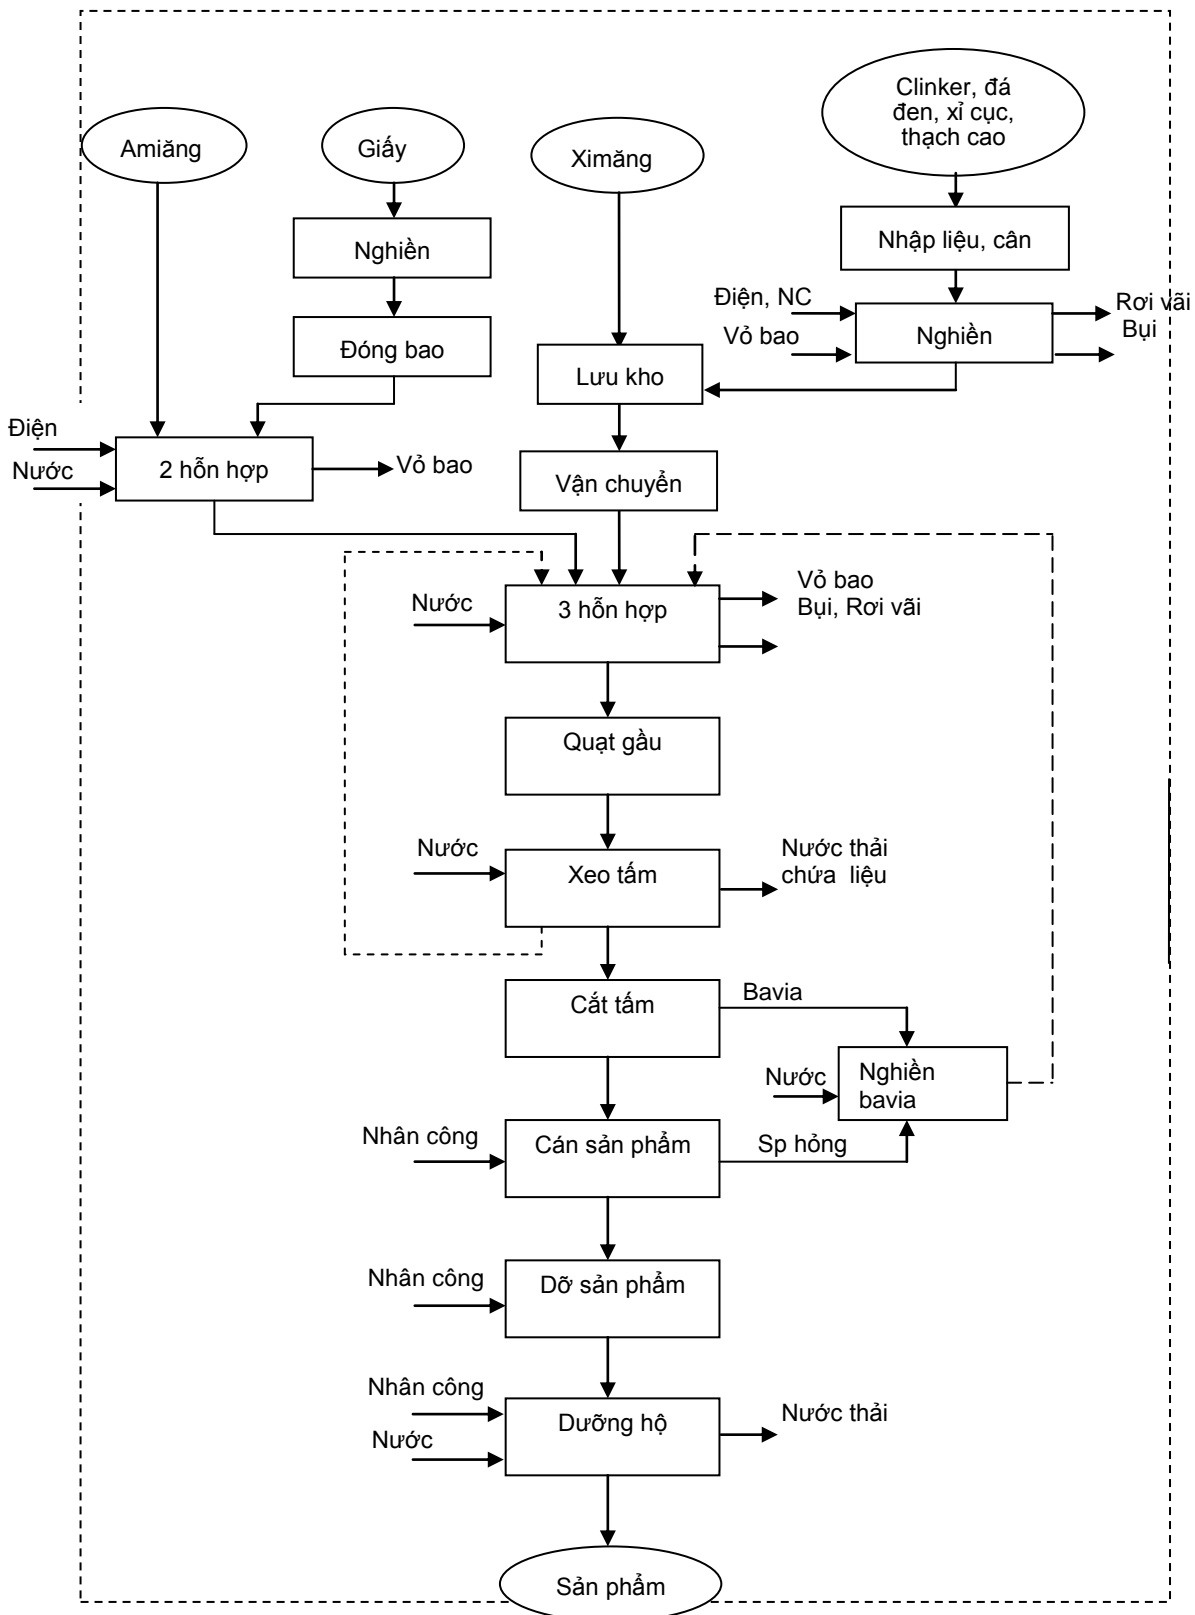 Clinker, đá
đen, xỉ cục,
thạch cao
Amiăng
Giấy
Ximăng
Nhập liệu, cân
Nghiền
Điện, NC
Vỏ bao
Nghiền
Rơi vãi
Bụi
Đóng bao
Lưu kho
Điện
Nước
2 hỗn hợp
Vỏ bao
Vận chuyển
Nước
3 hỗn hợp
Vỏ bao
Bụi, Rơi vãi
Quạt gầu
Nước
Xeo tấm
Nước thải
chứa liệu
Cắt tấm
Bavia
Nước
Nghiền
bavia
Nhân công
Cán sản phẩm
Sp hỏng
Nhân công
Dỡ sản phẩm
Nhân công
Nước
Dưỡng hộ
Nước thải
Sản phẩm